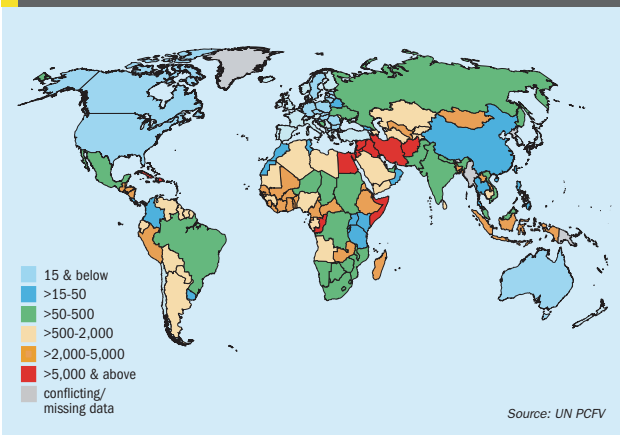 15 & below
>15-50
>50-500
>500-2,000
>2,000-5,000
>5,000 & above
conflicting/
missing data
Source: UN PCFV